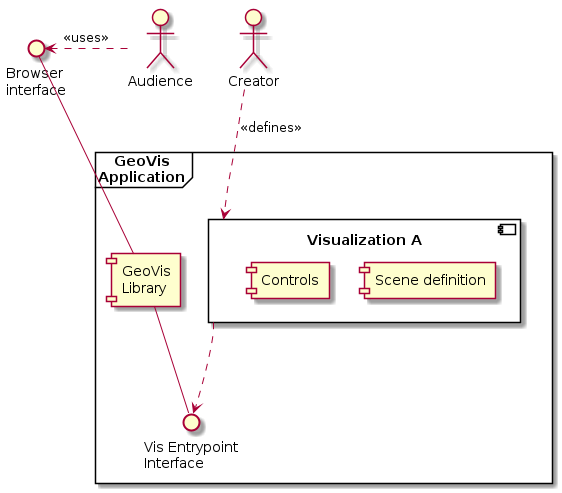 «uses»
Audience
Creator
Browser
interface
«defines»
GeoVis
Application
Visualization A
GeoVis
Library
Controls
Scene definition
Vis Entrypoint
Interface